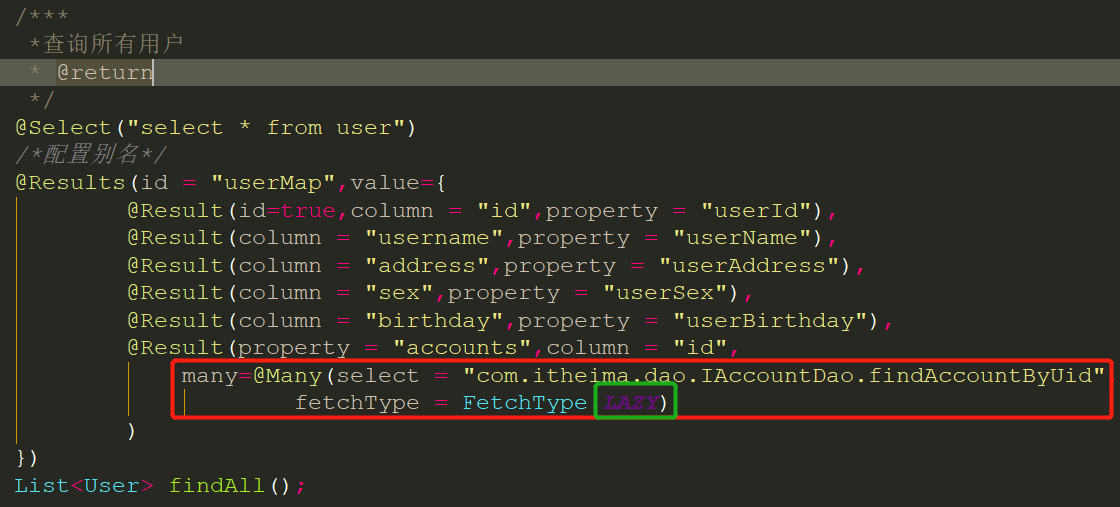 /***
*查询所有用户
* @return
*/
@Select("select * from user")
/*配置别名*/
@Results(id = "userMap",value={
@Result(id=true,column = "id",property = "userId"),
@Result(column = "username",property = "userName"),
@Result(column = "address",property = "userAddress"),
@Result(column = "sex",property = "userSex"),
@Result(column = "birthday",property = "userBirthday"),
@Result(property = "accounts",column = "id",
many=@Many(select = "com.itheima.dao.IAccountDao.findAccountByUid"
fetchType = FetchType LAZY)
)
})
List<User> findAll();